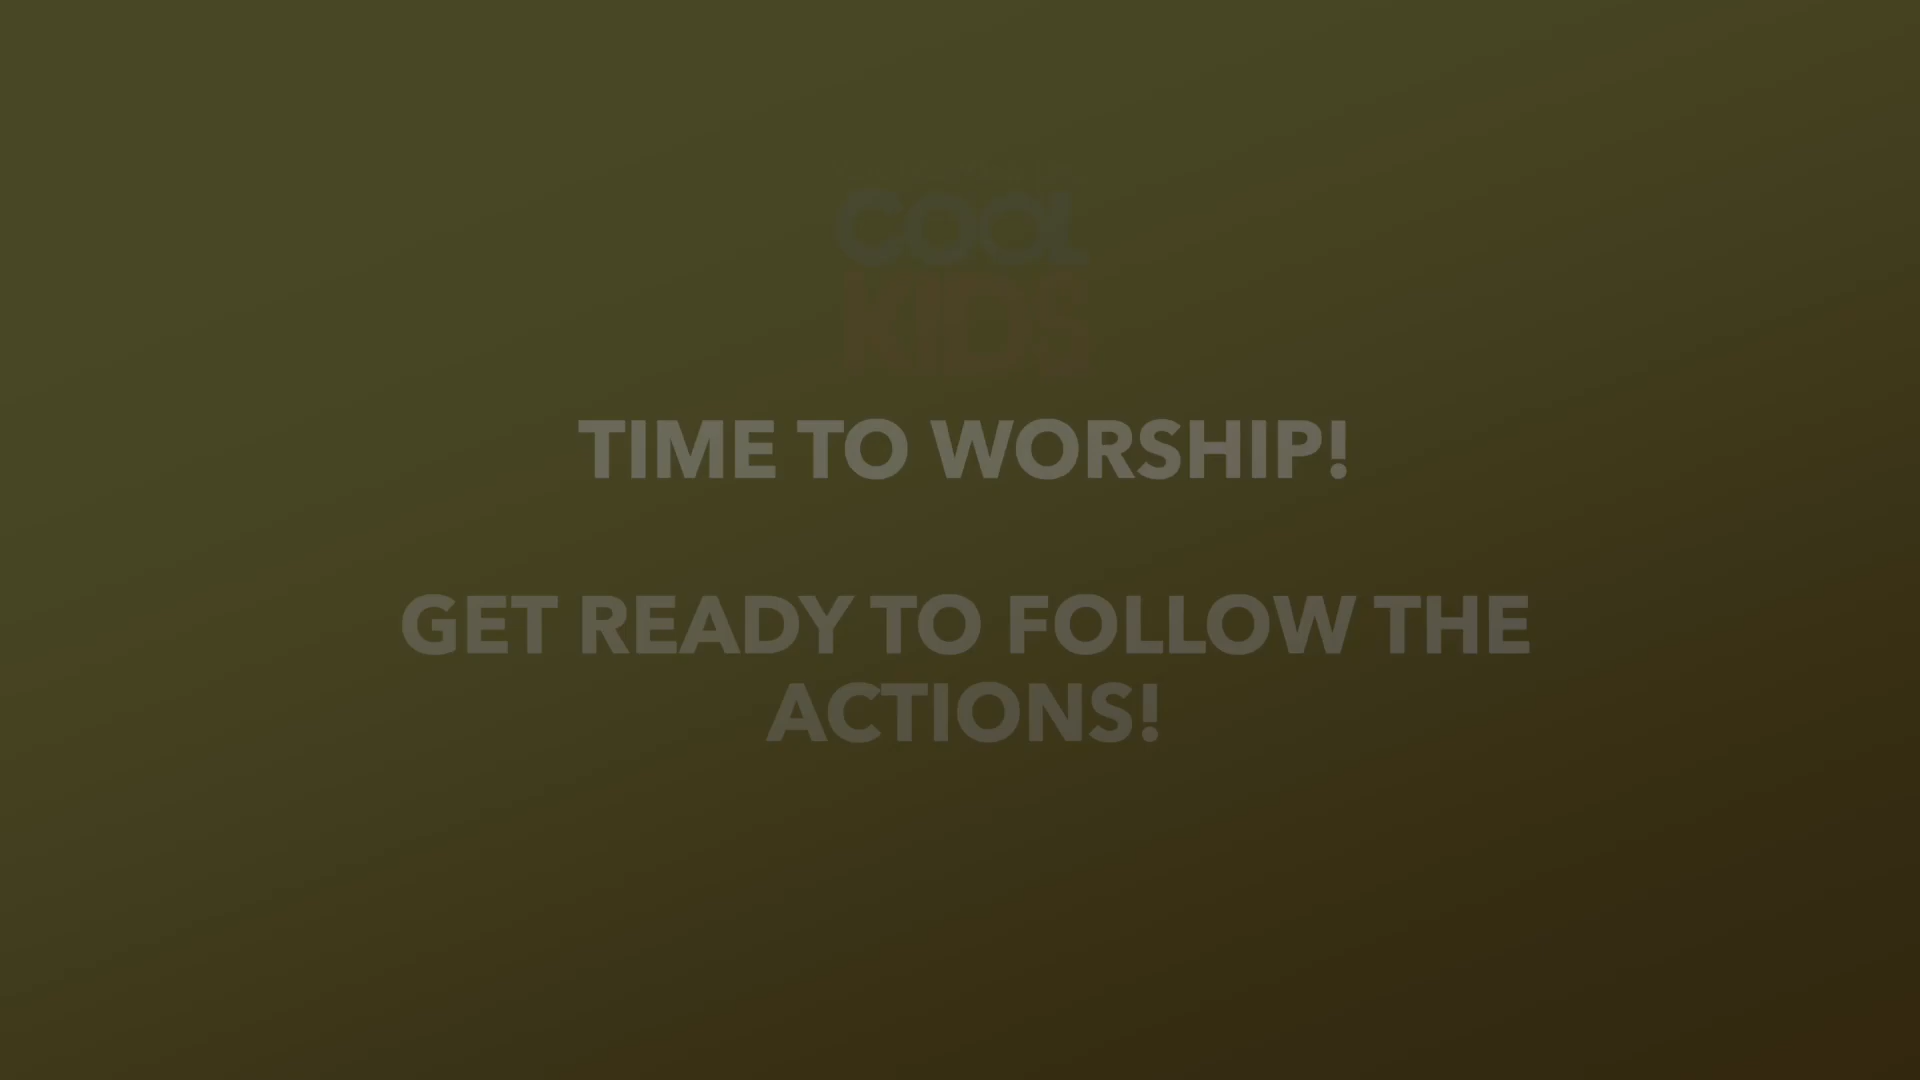 COOL
KIDS
TIME TO WORSHIP!
GET READY TO FOLLOW THE
ACTIONS!